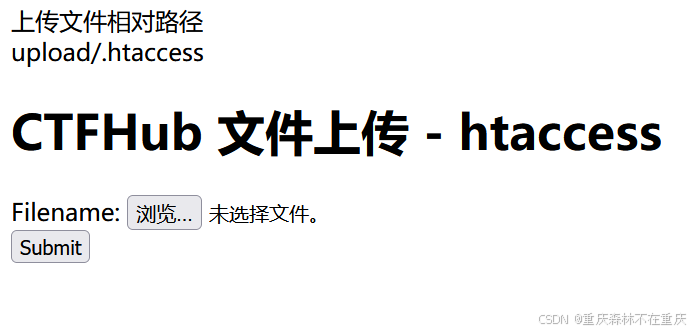 上传文件相对路径
upload/.htaccess
CTFHub 文件上传 - htaccess
Filename: 浏览... 未选择文件。
Submit
CSDN @重庆森林不在重庆